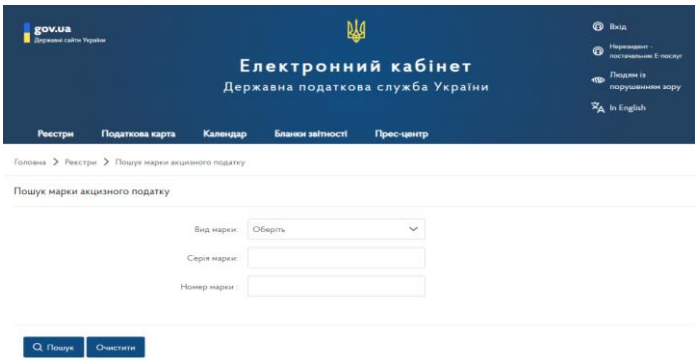 gov.ua
Державні сайти України
Електронний кабінет
Державна податкова служба України
Вхід
Нерезидент -
постачальник Е-послуг
Людям із
порушенням зору
In English
Реєстри Податкова карта Календар Бланки звітності Прес-центр
Головна > Реєстри > Пошук марки акцизного податку
Пошук марки акцизного податку
Вид марки: Оберіть
Серія марки:
Номер марки :
Пошук Очистити